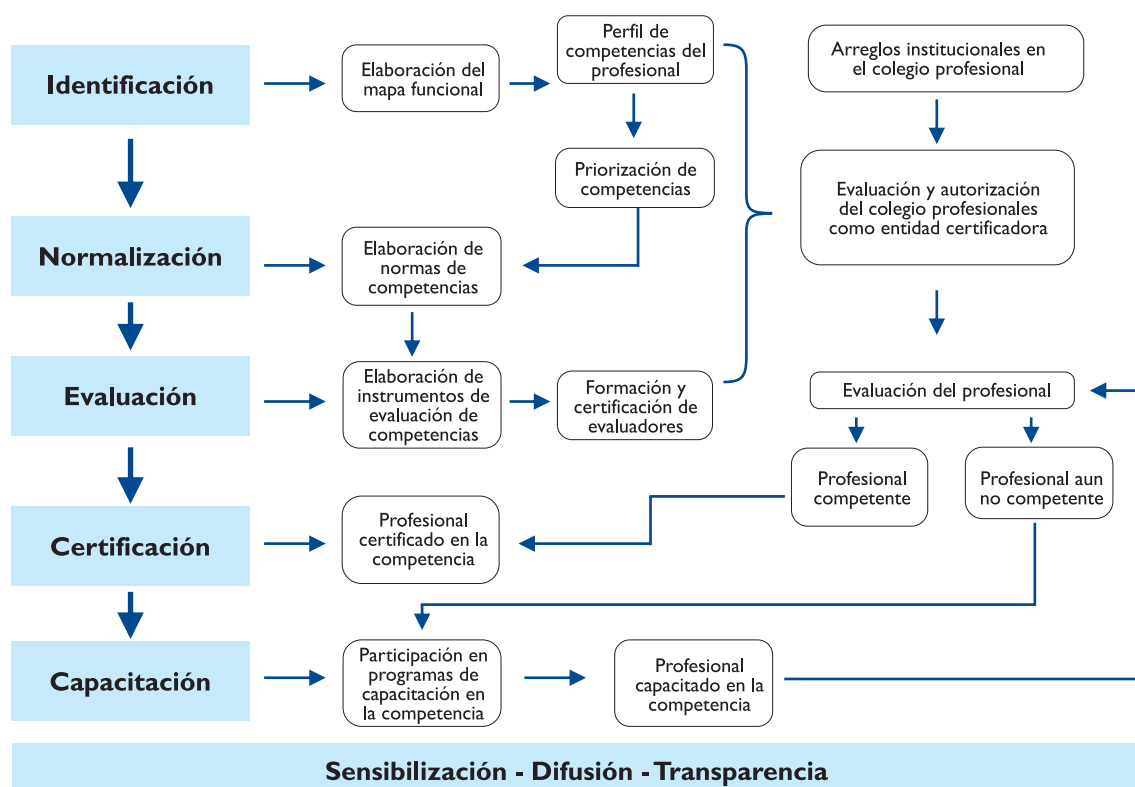 Identificación
Elaboración del
mapa funcional
Perfil de
competencias del
profesional
Priorización de
competencias
Arreglos institucionales en
el colegio profesional
Evaluación y autorización
del colegio profesionales
como entidad certificadora
Normalización
Elaboración de
normas de
competencias
Evaluación
Elaboración de
instrumentos de
evaluación de
competencias
Formación y
certificación de
evaluadores
Evaluación del profesional
Profesional
competente
Profesional aun
no competente
Certificación
Profesional
certificado en la
competencia
Capacitación
Participación en
programas de
capacitación en
la competencia
Profesional
capacitado en la
competencia
Sensibilización - Difusión - Transparencia